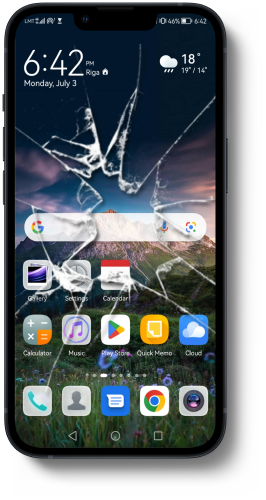 LMT 46% 6:42
6:42 PM
Riga
Monday, July 3
18°
19° / 14°
Gallery Settings Calendar
Calculator Music Play Store Quick Memo Cloud